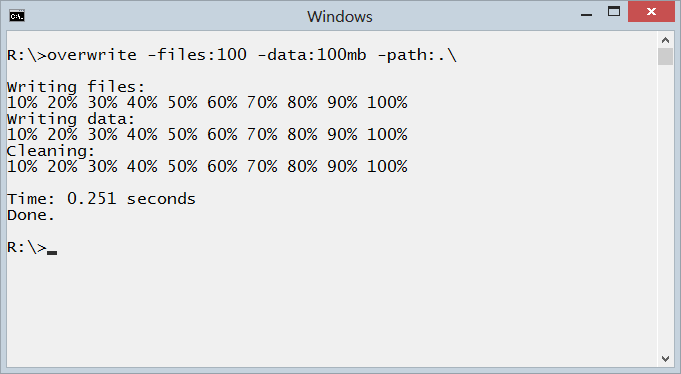 Windows
R:\>overwrite -files:100 -data:100mb -path:.\
Writing files:
10% 20% 30% 40% 50% 60% 70% 80% 90% 100%
Writing data:
10% 20% 30% 40% 50% 60% 70% 80% 90% 100%
Cleaning:
10% 20% 30% 40% 50% 60% 70% 80% 90% 100%
Time: 0.251 seconds
Done.
R:\>